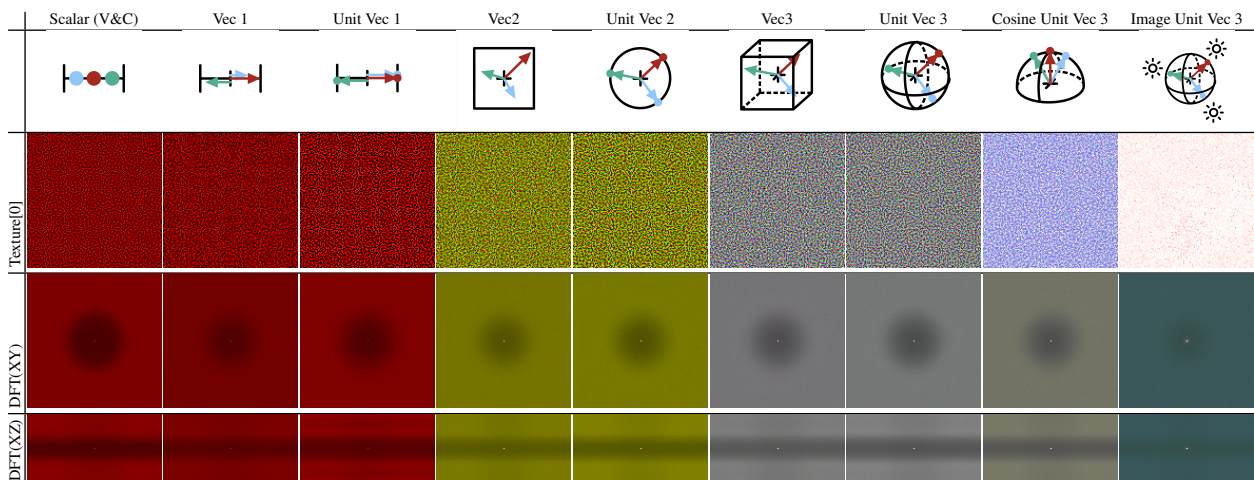 Scalar (V&C) Vec 1 Unit Vec 1 Vec2 Unit Vec 2 Vec3 Unit Vec 3 Cosine Unit Vec 3 Image Unit Vec 3
Texture[0]
DFT(XY)
DFT(XZ)